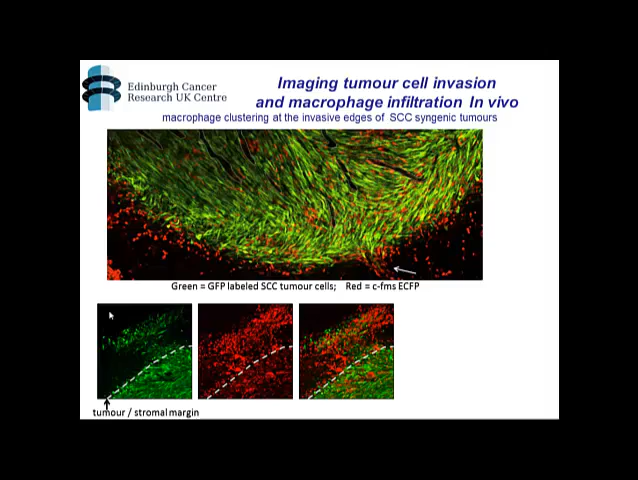 Edinburgh Cancer
Research UK Centre
Imaging tumour cell invasion
and macrophage infiltration In vivo
macrophage clustering at the invasive edges of SCC syngenic tumours
Green = GFP labeled SCC tumour cells; Red = c-fms ECFP
tumour / stromal margin